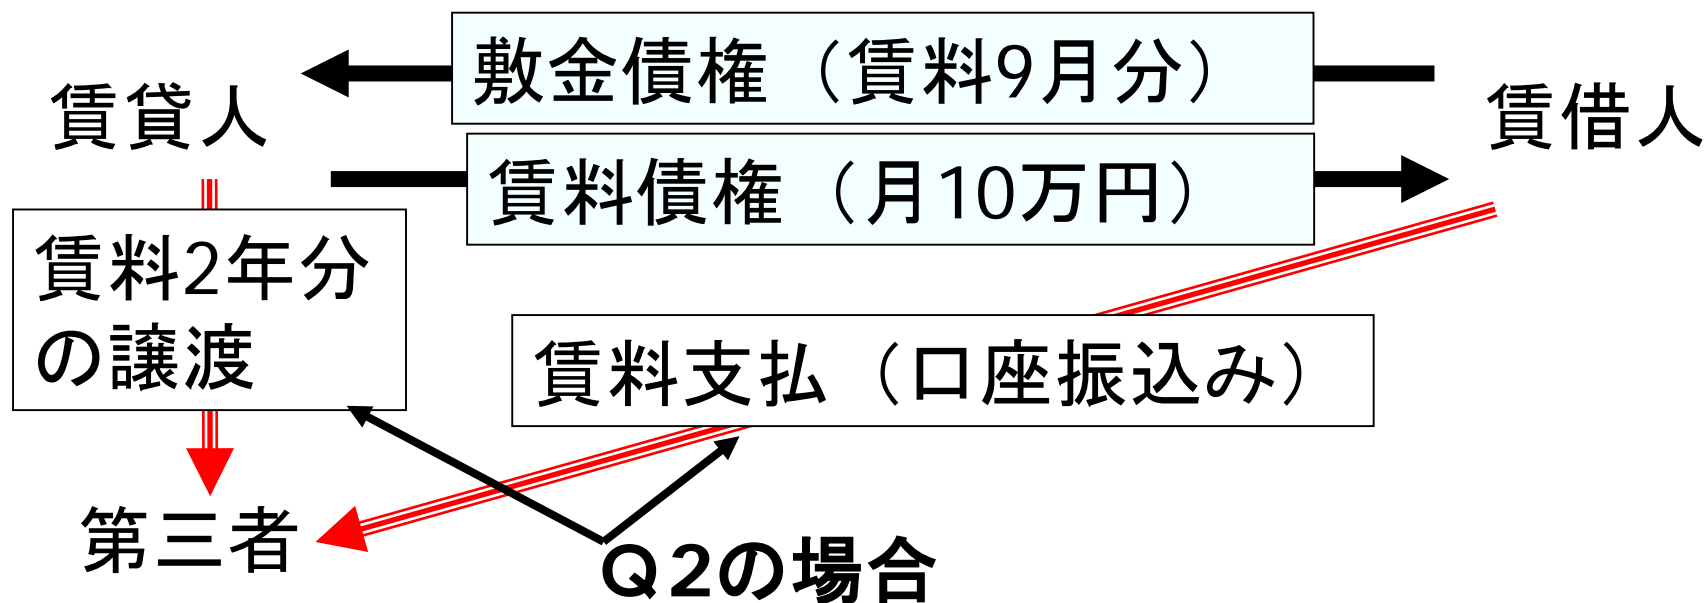 敷金債権（賃料9月分）
賃貸人
賃借人
賃料債権（月10万円）
賃料2年分
の譲渡
賃料支払（口座振込み）
第三者
Q2の場合